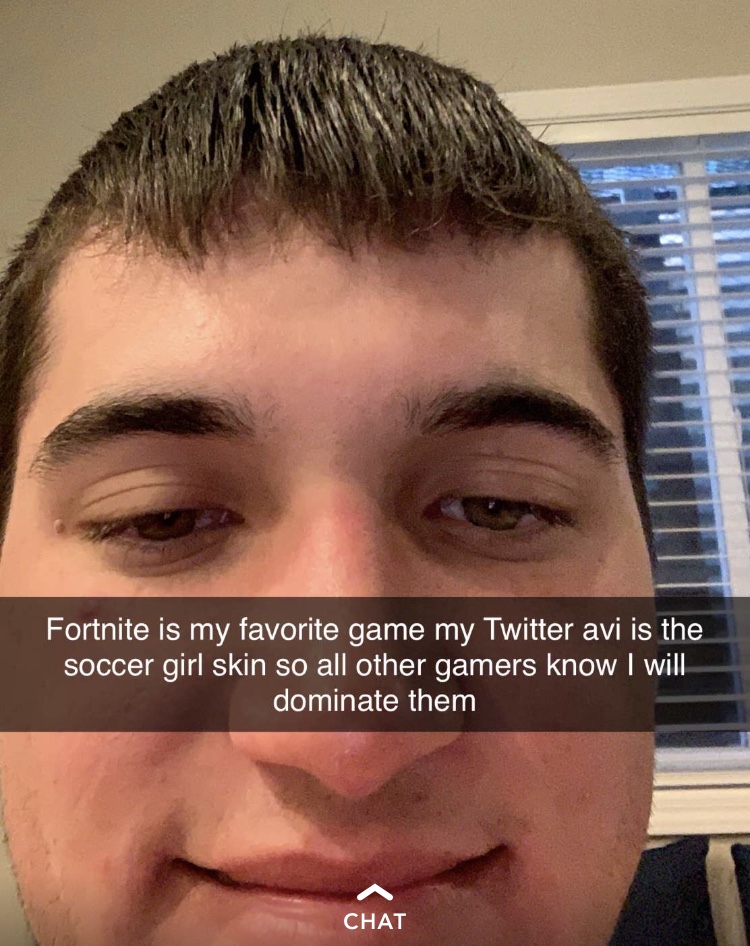 Fortnite is my favorite game my Twitter avi is the
soccer girl skin so all other gamers know I will
dominate them
CHAT